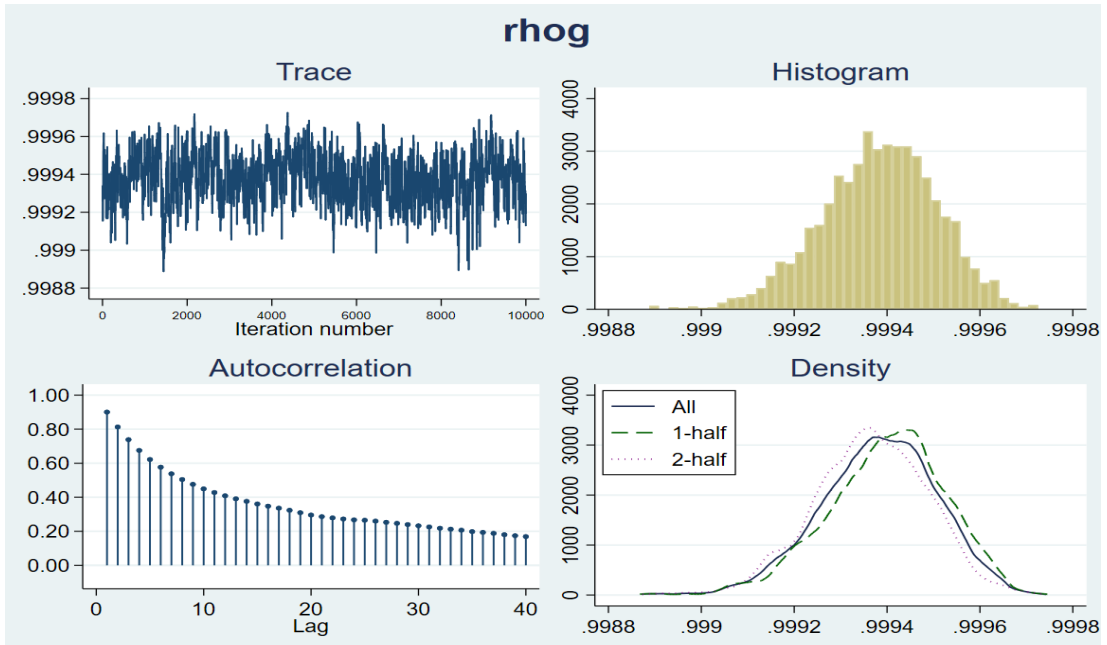 rhog
Trace
.9998
.9996
.9994
.9992
.999
.9988
0 2000 4000 6000 8000 10000
Iteration number
Histogram
4000
3000
2000
1000
0
.9988 .999 .9992 .9994 .9996 .9998
Autocorrelation
1.00
0.80
0.60
0.40
0.20
0.00
0 10 20 30 40
Lag
Density
4000
3000
2000
1000
0
All
1-half
2-half
.9988 .999 .9992 .9994 .9996 .9998